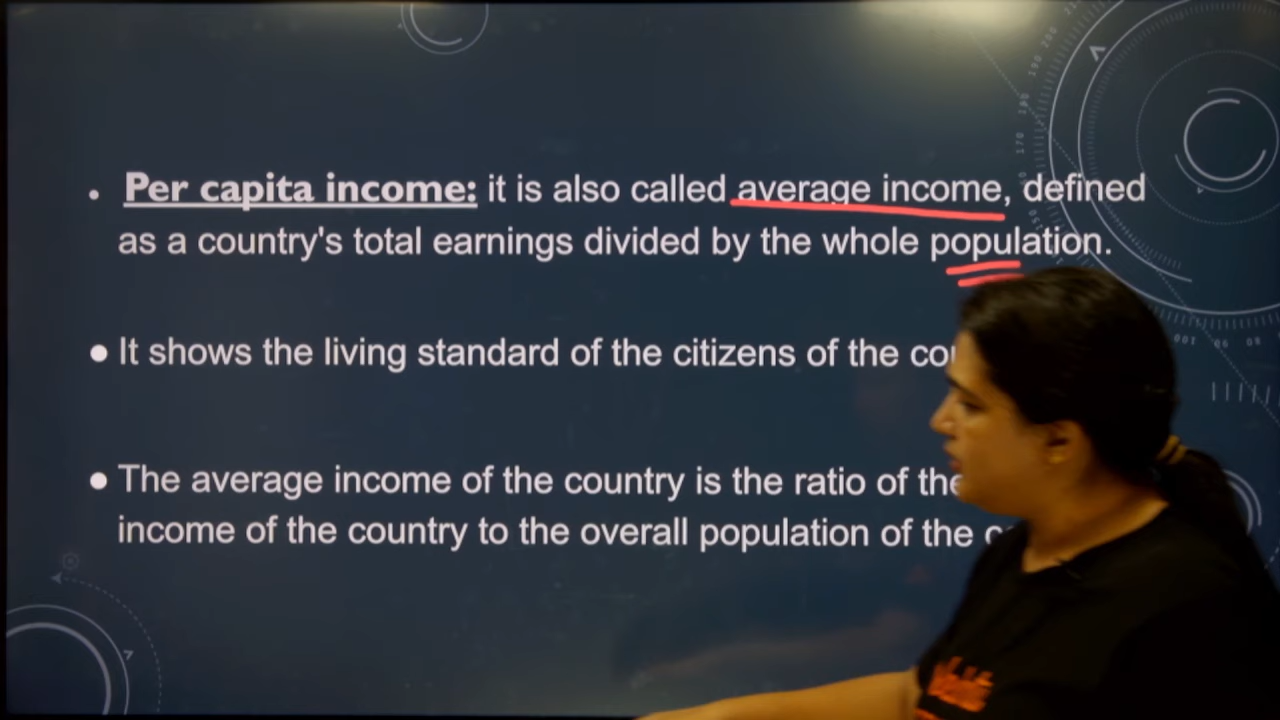 . Per capita income: it is also called average income, defined
as a country's total earnings divided by the whole population.
● It shows the living standard of the citizens of the
● The average income of the country is the ratio of the
income of the country to the overall population of the